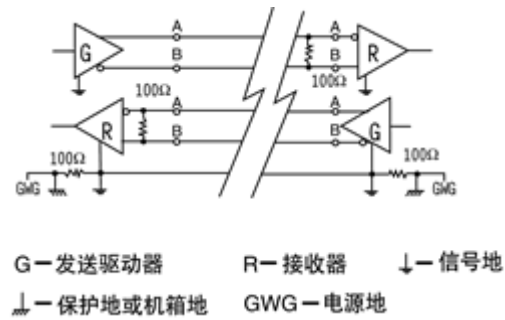 G A A R
B B
100Ω 100Ω
R A A G
B B
100Ω 100Ω
GWG GWG
G－发送驱动器 R－接收器 －信号地
－保护地或机箱地 GWG－电源地